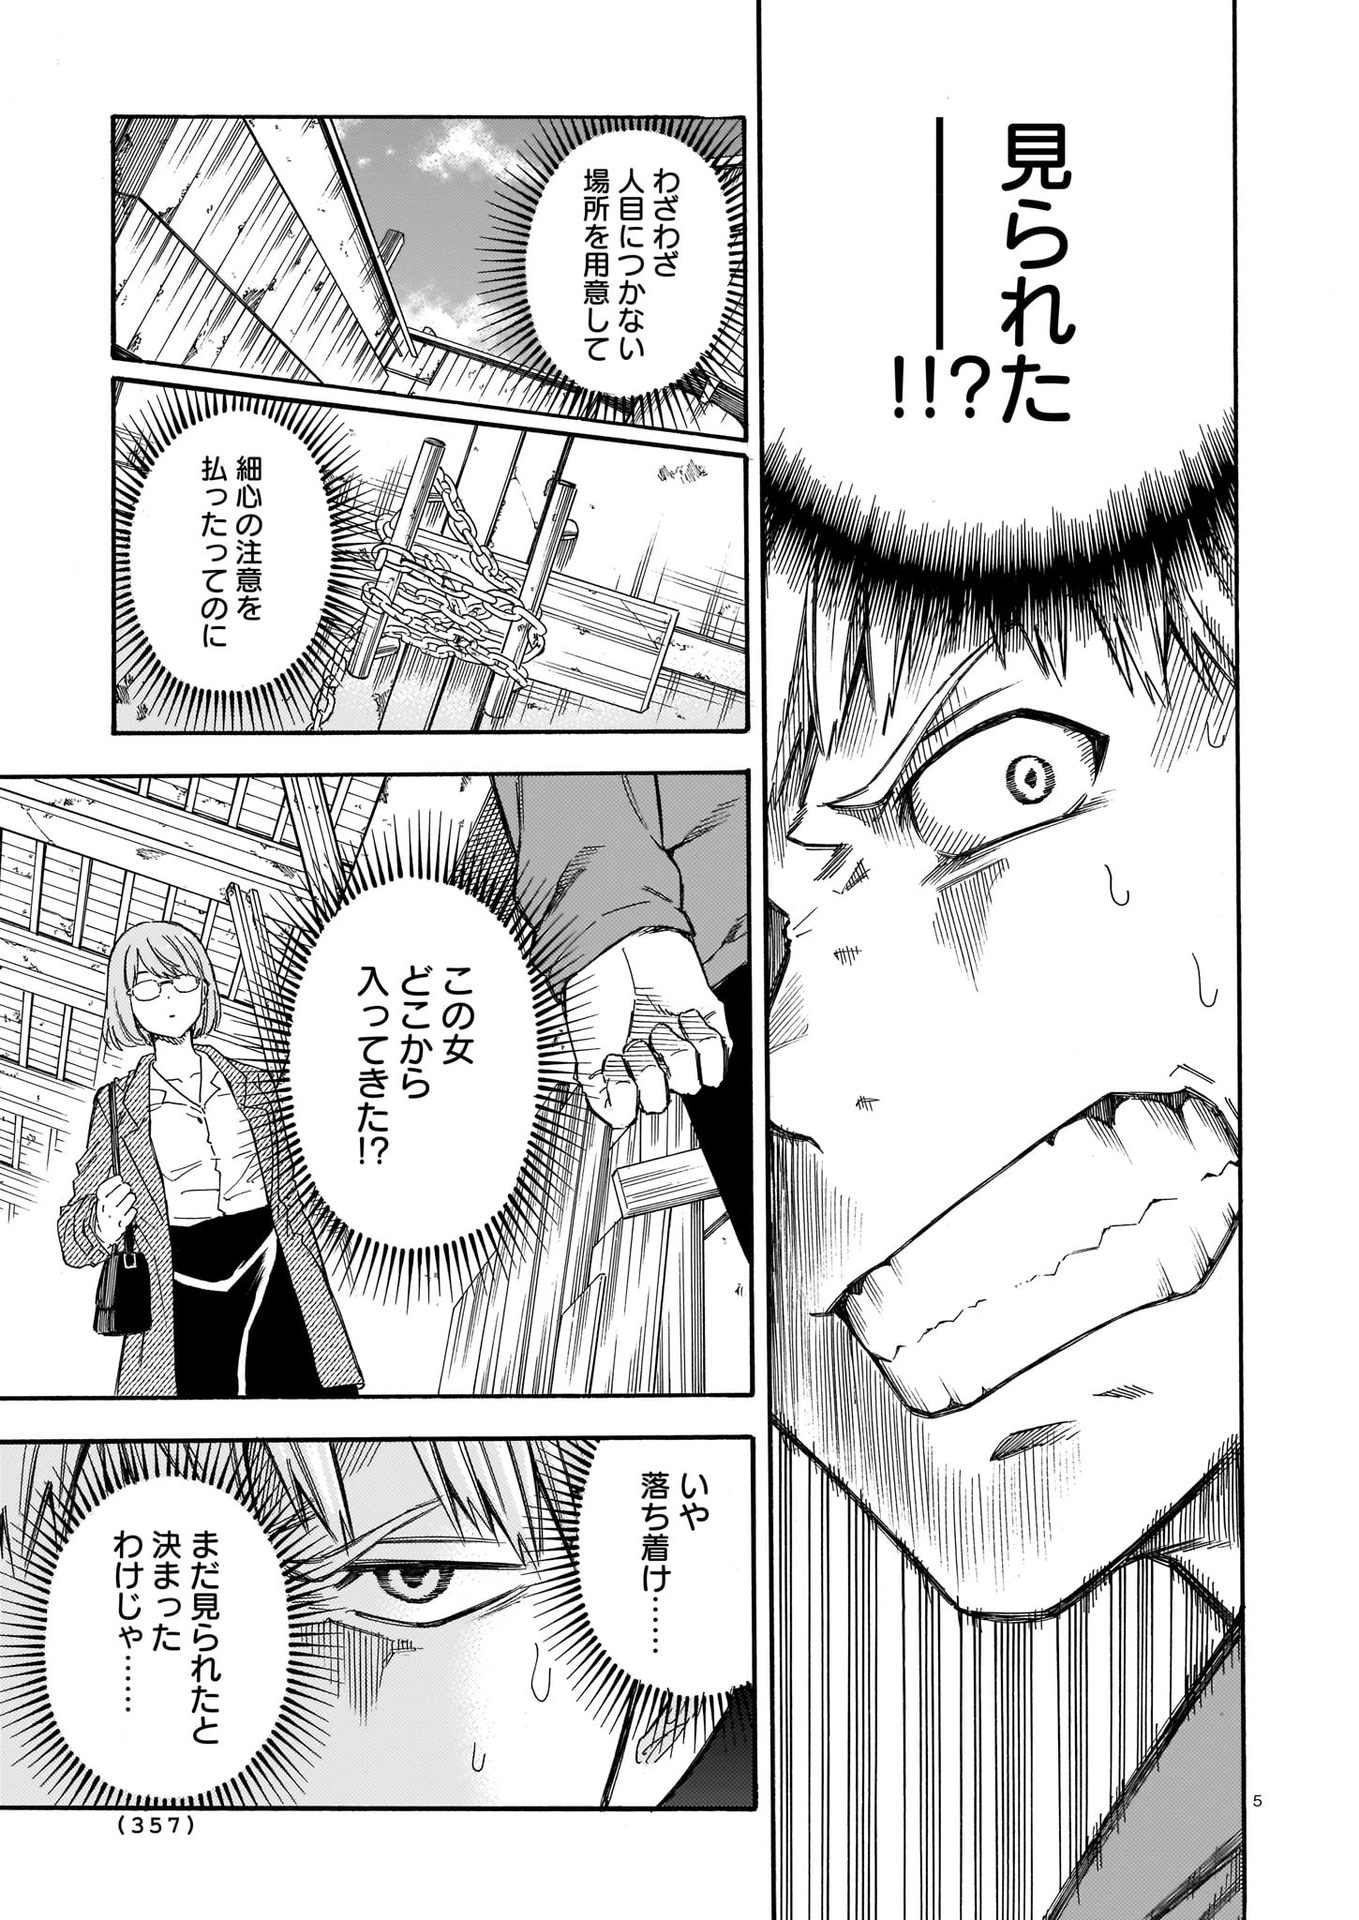 見られた
――!!?
わざわざ
人目につかない
場所を用意して
細心の注意を
払ったってのに
この女
どこから
入ってきた!?
いや
落ち着け……
まだ見られたと
決まった
わけじゃ……
(357)
5